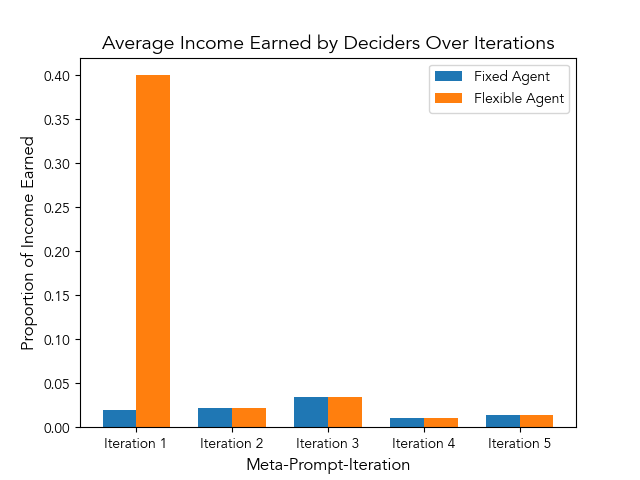 Average Income Earned by Deciders Over Iterations
Fixed Agent
Flexible Agent
0.40
0.35
0.30
0.25
0.20
0.15
0.10
0.05
0.00
Proportion of Income Earned
Iteration 1 Iteration 2 Iteration 3 Iteration 4 Iteration 5
Meta-Prompt-Iteration